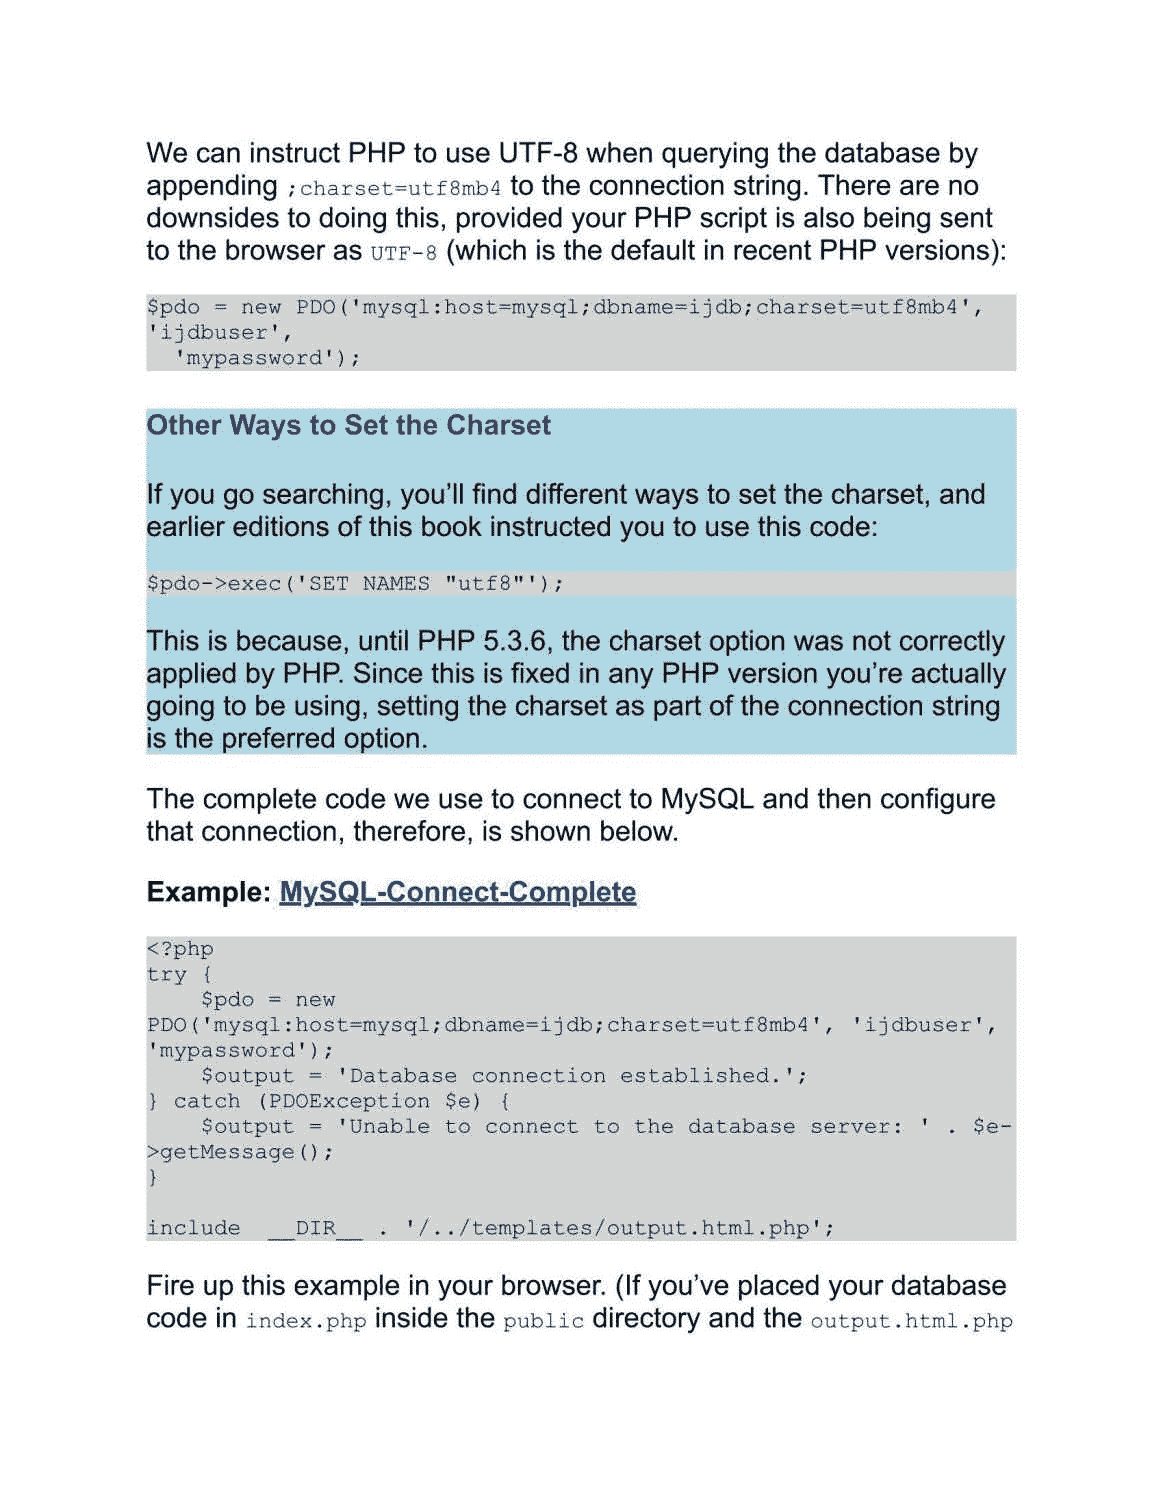 We can instruct PHP to use UTF-8 when querying the database by
appending ;charset=utf8mb4 to the connection string. There are no
downsides to doing this, provided your PHP script is also being sent
to the browser as UTF-8 (which is the default in recent PHP versions):
$pdo = new PDO('mysql:host=mysql;dbname=ijdb;charset=utf8mb4',
'ijdbuser',
  'mypassword');
Other Ways to Set the Charset
If you go searching, you’ll find different ways to set the charset, and
earlier editions of this book instructed you to use this code:
$pdo->exec('SET NAMES "utf8"');
This is because, until PHP 5.3.6, the charset option was not correctly
applied by PHP. Since this is fixed in any PHP version you’re actually
going to be using, setting the charset as part of the connection string
is the preferred option.
The complete code we use to connect to MySQL and then configure
that connection, therefore, is shown below.
Example: MySQL-Connect-Complete
<?php
try {
    $pdo = new
PDO('mysql:host=mysql;dbname=ijdb;charset=utf8mb4', 'ijdbuser',
'mypassword');
    $output = 'Database connection established.';
} catch (PDOException $e) {
    $output = 'Unable to connect to the database server: ' . $e-
>getMessage();
}
include  __DIR__ . '/../templates/output.html.php';
Fire up this example in your browser. (If you’ve placed your database
code in index.php inside the public directory and the output.html.php